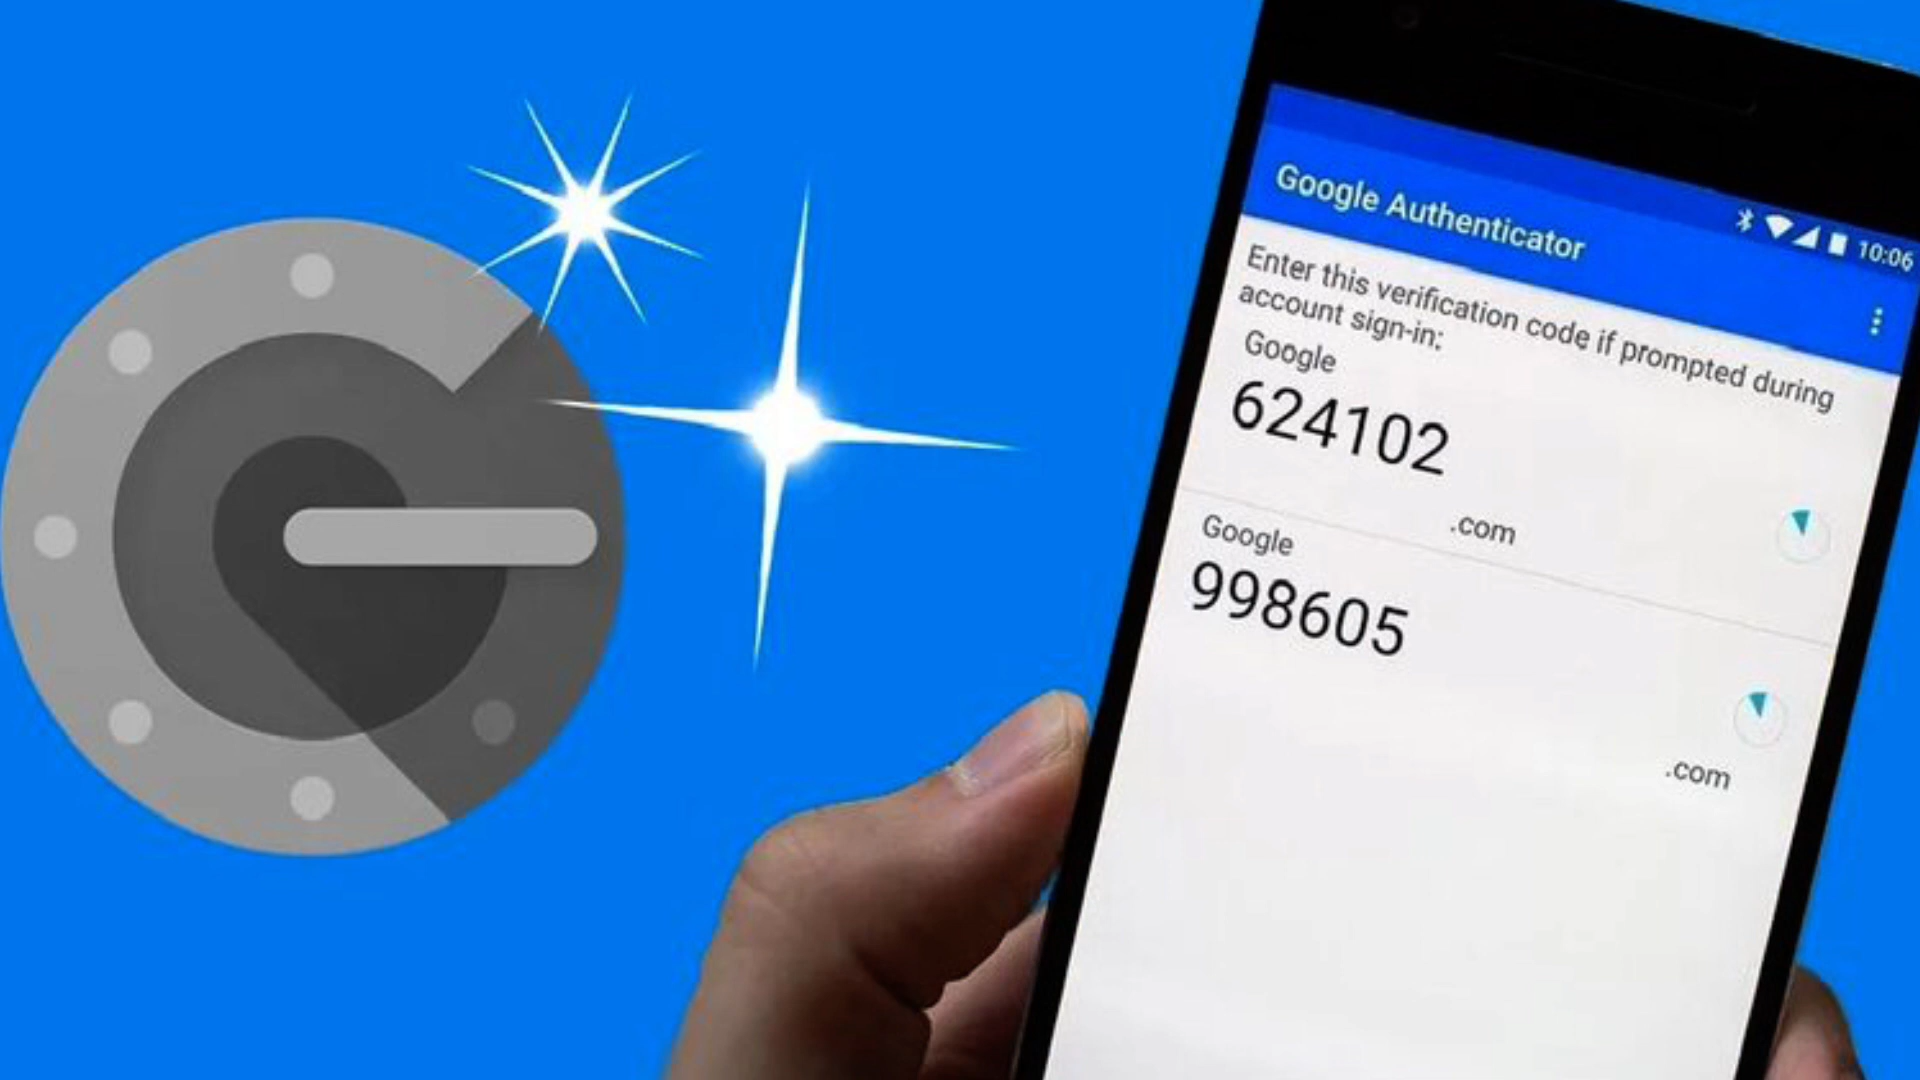 10:06
Google Authenticator
Enter this verification code if prompted during
account sign-in:
Google
624102
.com
Google
998605
.com